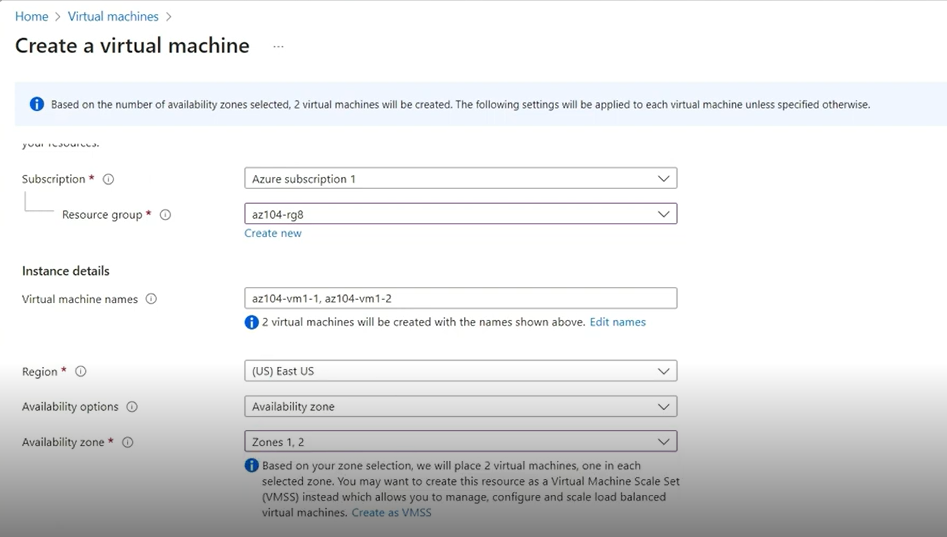 Home > Virtual machines >
Create a virtual machine ...
Based on the number of availability zones selected, 2 virtual machines will be created. The following settings will be applied to each virtual machine unless specified otherwise.
your resources.
Subscription *
Azure subscription 1
Resource group *
az104-rg8
Create new
Instance details
Virtual machine names
az104-vm1-1, az104-vm1-2
2 virtual machines will be created with the names shown above. Edit names
Region *
(US) East US
Availability options
Availability zone
Availability zone *
Zones 1, 2
Based on your zone selection, we will place 2 virtual machines, one in each
selected zone. You may want to create this resource as a Virtual Machine Scale Set
(VMSS) instead which allows you to manage, configure and scale load balanced
virtual machines. Create as VMSS